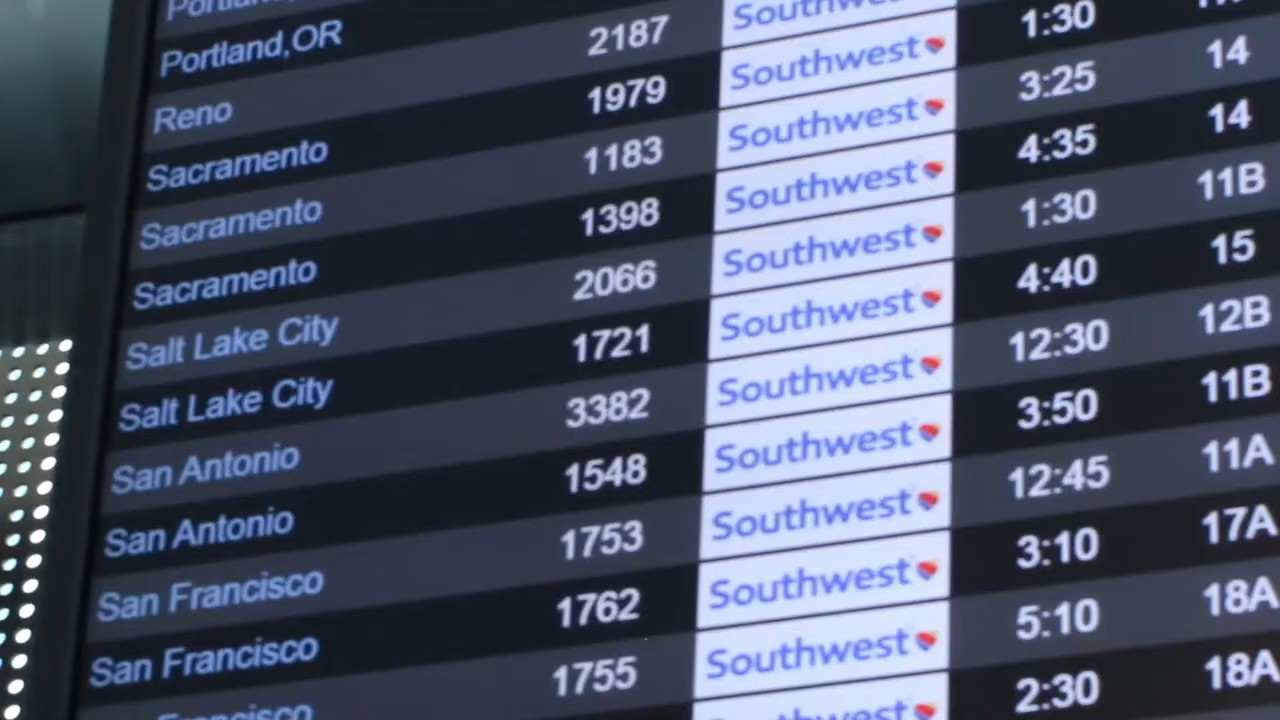 Portland,OR
Reno 2187 Southwest
Sacramento 1979 Southwest 1:30
Sacramento 1183 Southwest 3:25 14
Sacramento 1398 Southwest 4:35 14
Salt Lake City 2066 Southwest 1:30 11B
Salt Lake City 1721 Southwest 4:40 15
San Antonio 3382 Southwest 12:30 12B
San Antonio 1548 Southwest 3:50 11B
San Francisco 1753 Southwest 12:45 11A
San Francisco 1762 Southwest 3:10 17A
Francisco 1755 Southwest 5:10 18A
Southwest 2:30 18A